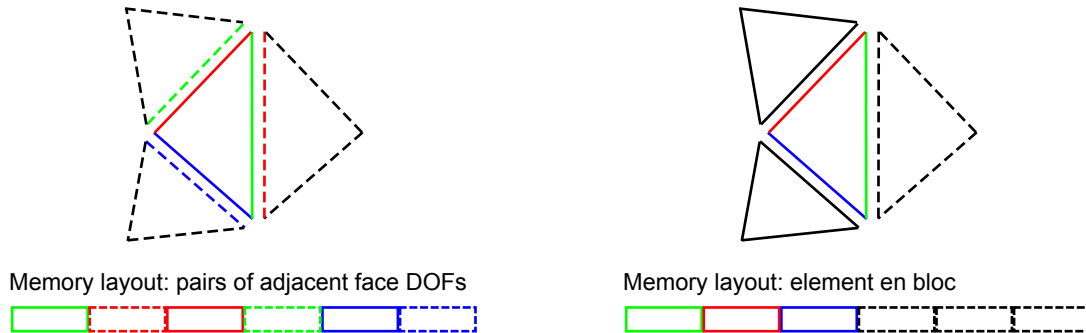 Memory layout: pairs of adjacent face DOFs
Memory layout: element en bloc